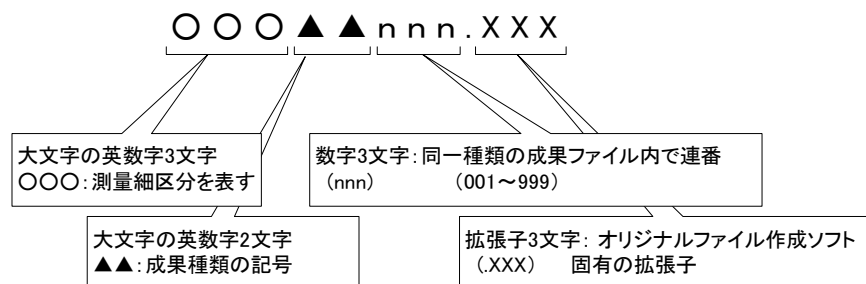 ○○○▲▲nnn.XXX
大文字の英数字3文字
○○○:測量細区分を表す
数字3文字:同一種類の成果ファイル内で連番
(nnn) (001～999)
大文字の英数字2文字
▲▲:成果種類の記号
拡張子3文字: オリジナルファイル作成ソフト
(.XXX) 固有の拡張子